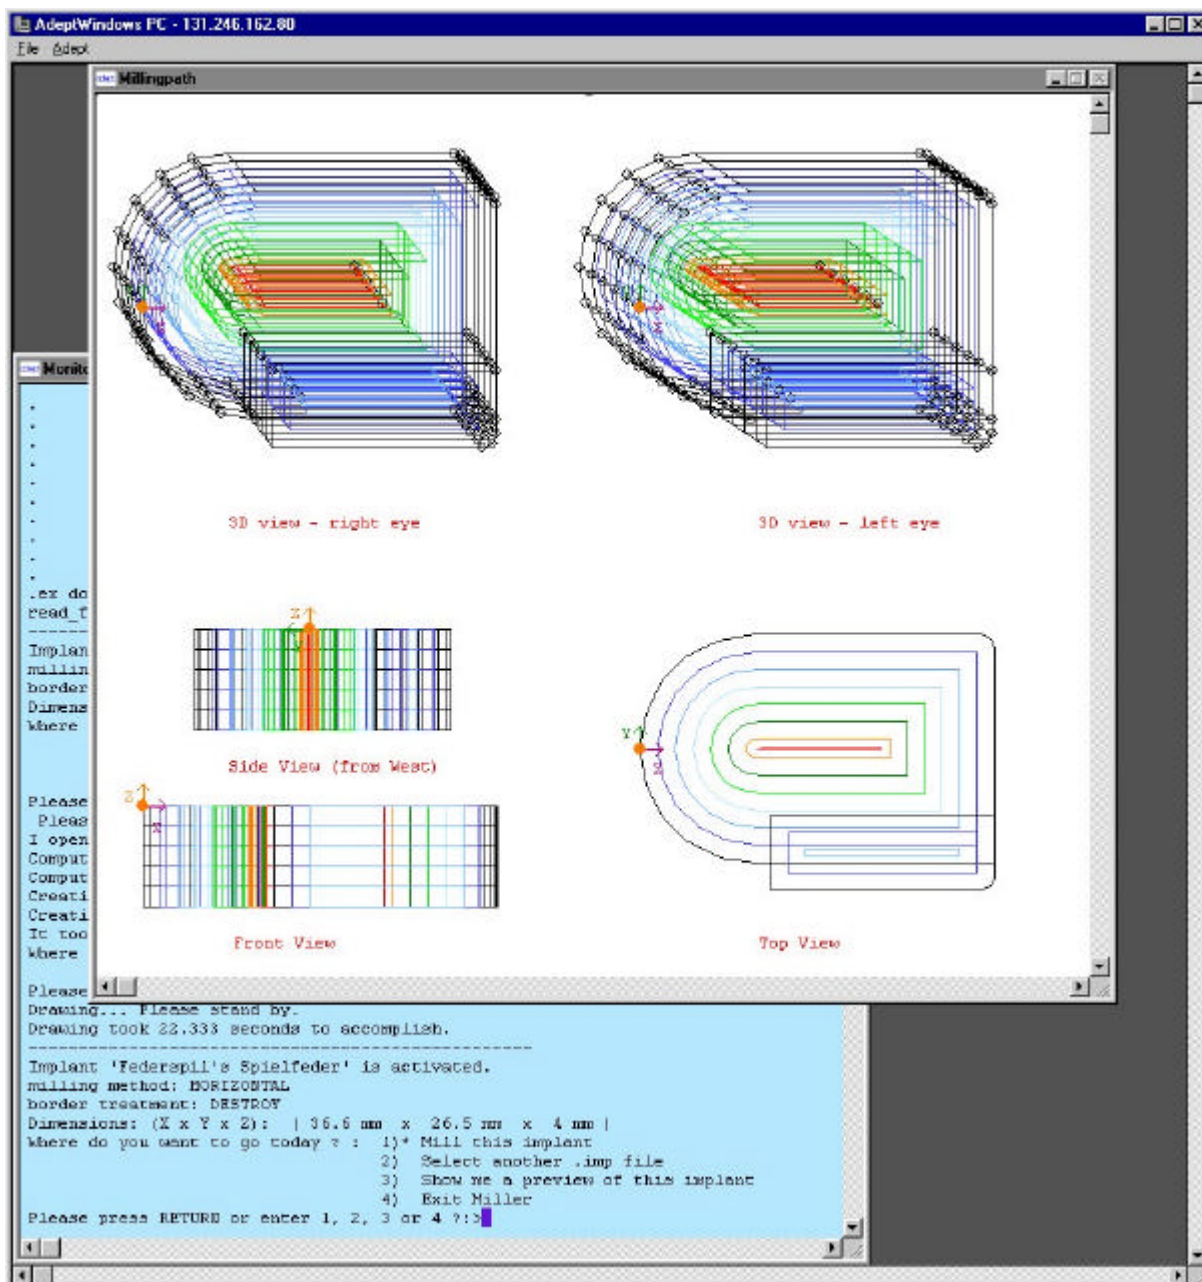 AdeptWindows PC - 131.246.162.80
File Adept
Millingpath
3D view - right eye
3D view - left eye
Z
Side View (from West)
Z
X
Front View
Y
X
Top View
Monito
.ex do
read_f
Implan
millin
border
Dimens
Where
Please
Pleas
I open
Comput
Comput
Creati
Creati
It too
Where
Please
Drawing... Please stand by.
Drawing took 22.333 seconds to accomplish.
Implant 'Federspil's Spielfeder' is activated.
milling method: HORIZONTAL
border treatment: DESTROY
Dimensions: (X x Y x Z): | 36.6 mm x 26.5 mm x 4 mm |
Where do you want to go today ? : 1)* Mill this implant
2) Select another .imp file
3) Show me a preview of this implant
4) Exit Miller
Please press RETURN or enter 1, 2, 3 or 4 ?:>